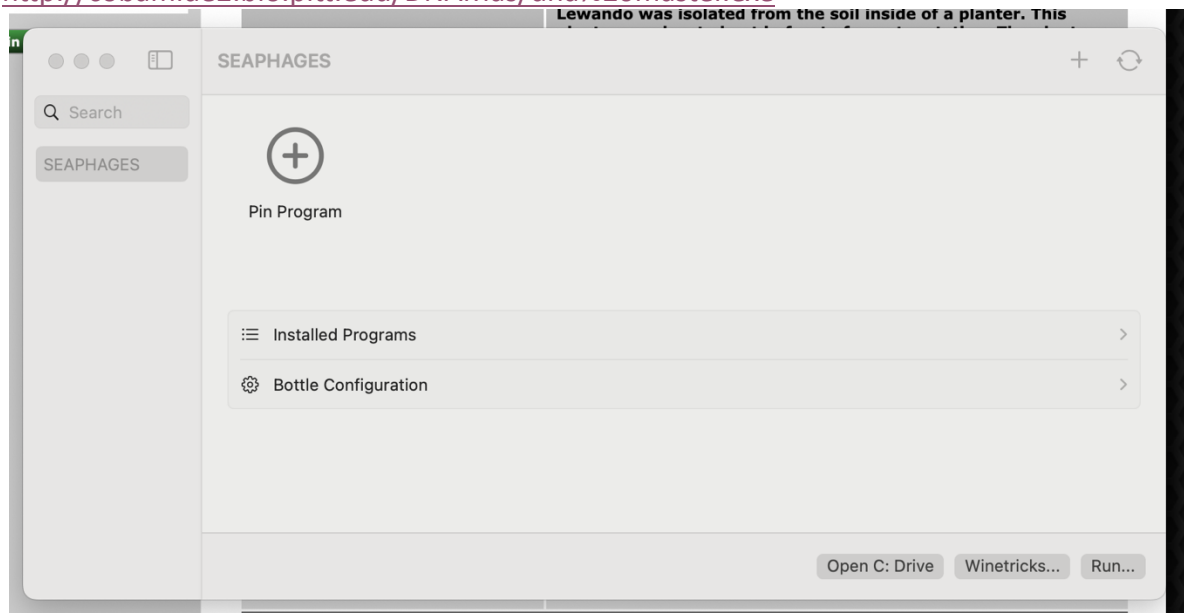 Lewando was isolated from the soil inside of a planter. This
in
SEAPHAGES
Search
SEAPHAGES
Pin Program
Installed Programs
Bottle Configuration
Open C: Drive Winetricks... Run...